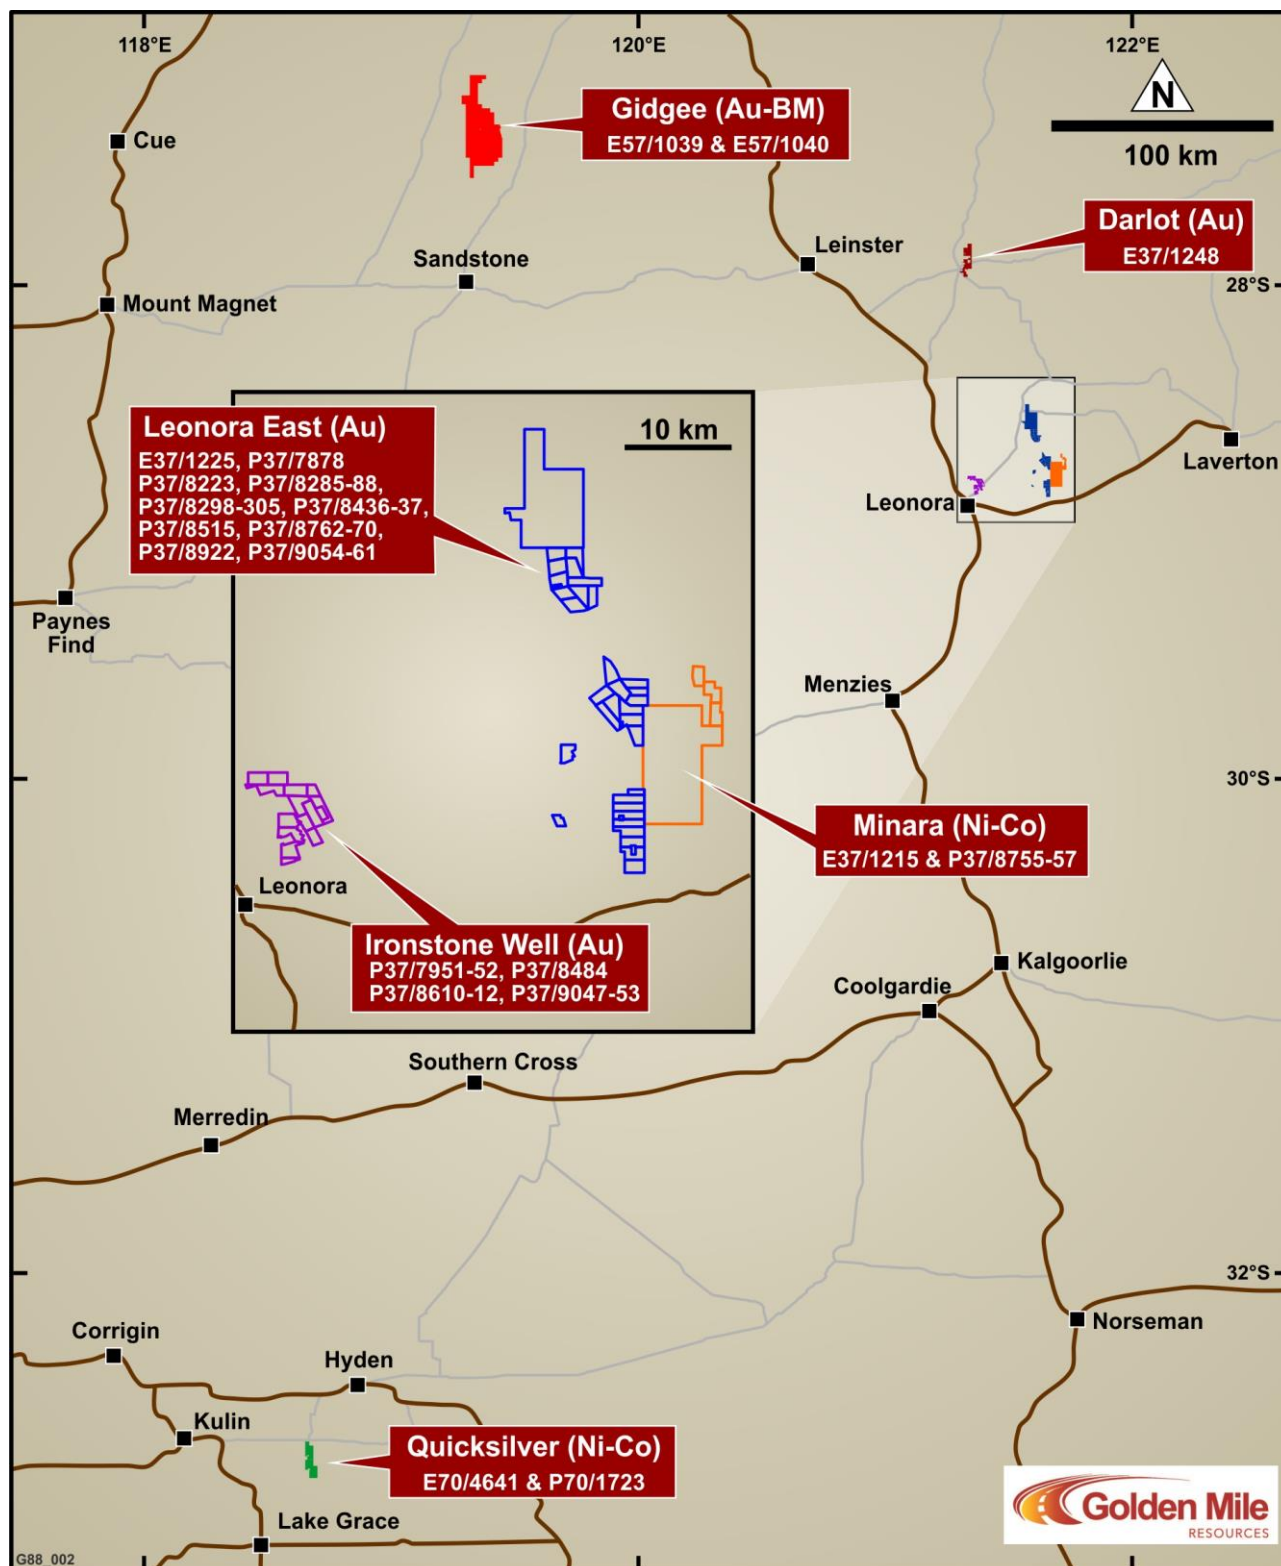 118°E
120°E
122°E
N
100 km
Gidgee (Au-BM)
E57/1039 & E57/1040
Cue
Darlot (Au)
E37/1248
Leinster
Sandstone
28°S
Mount Magnet
Leonora East (Au)
E37/1225, P37/7878
P37/8223, P37/8285-88,
P37/8298-305, P37/8436-37,
P37/8515, P37/8762-70,
P37/8922, P37/9054-61
10 km
Laverton
Leonora
Paynes
Find
Menzies
30°S
Minara (Ni-Co)
E37/1215 & P37/8755-57
Leonora
Ironstone Well (Au)
P37/7951-52, P37/8484
P37/8610-12, P37/9047-53
Kalgoorlie
Coolgardie
Southern Cross
Merredin
32°S
Norseman
Corrigin
Hyden
Kulin
Quicksilver (Ni-Co)
E70/4641 & P70/1723
Lake Grace
Golden Mile
RESOURCES
G88_002